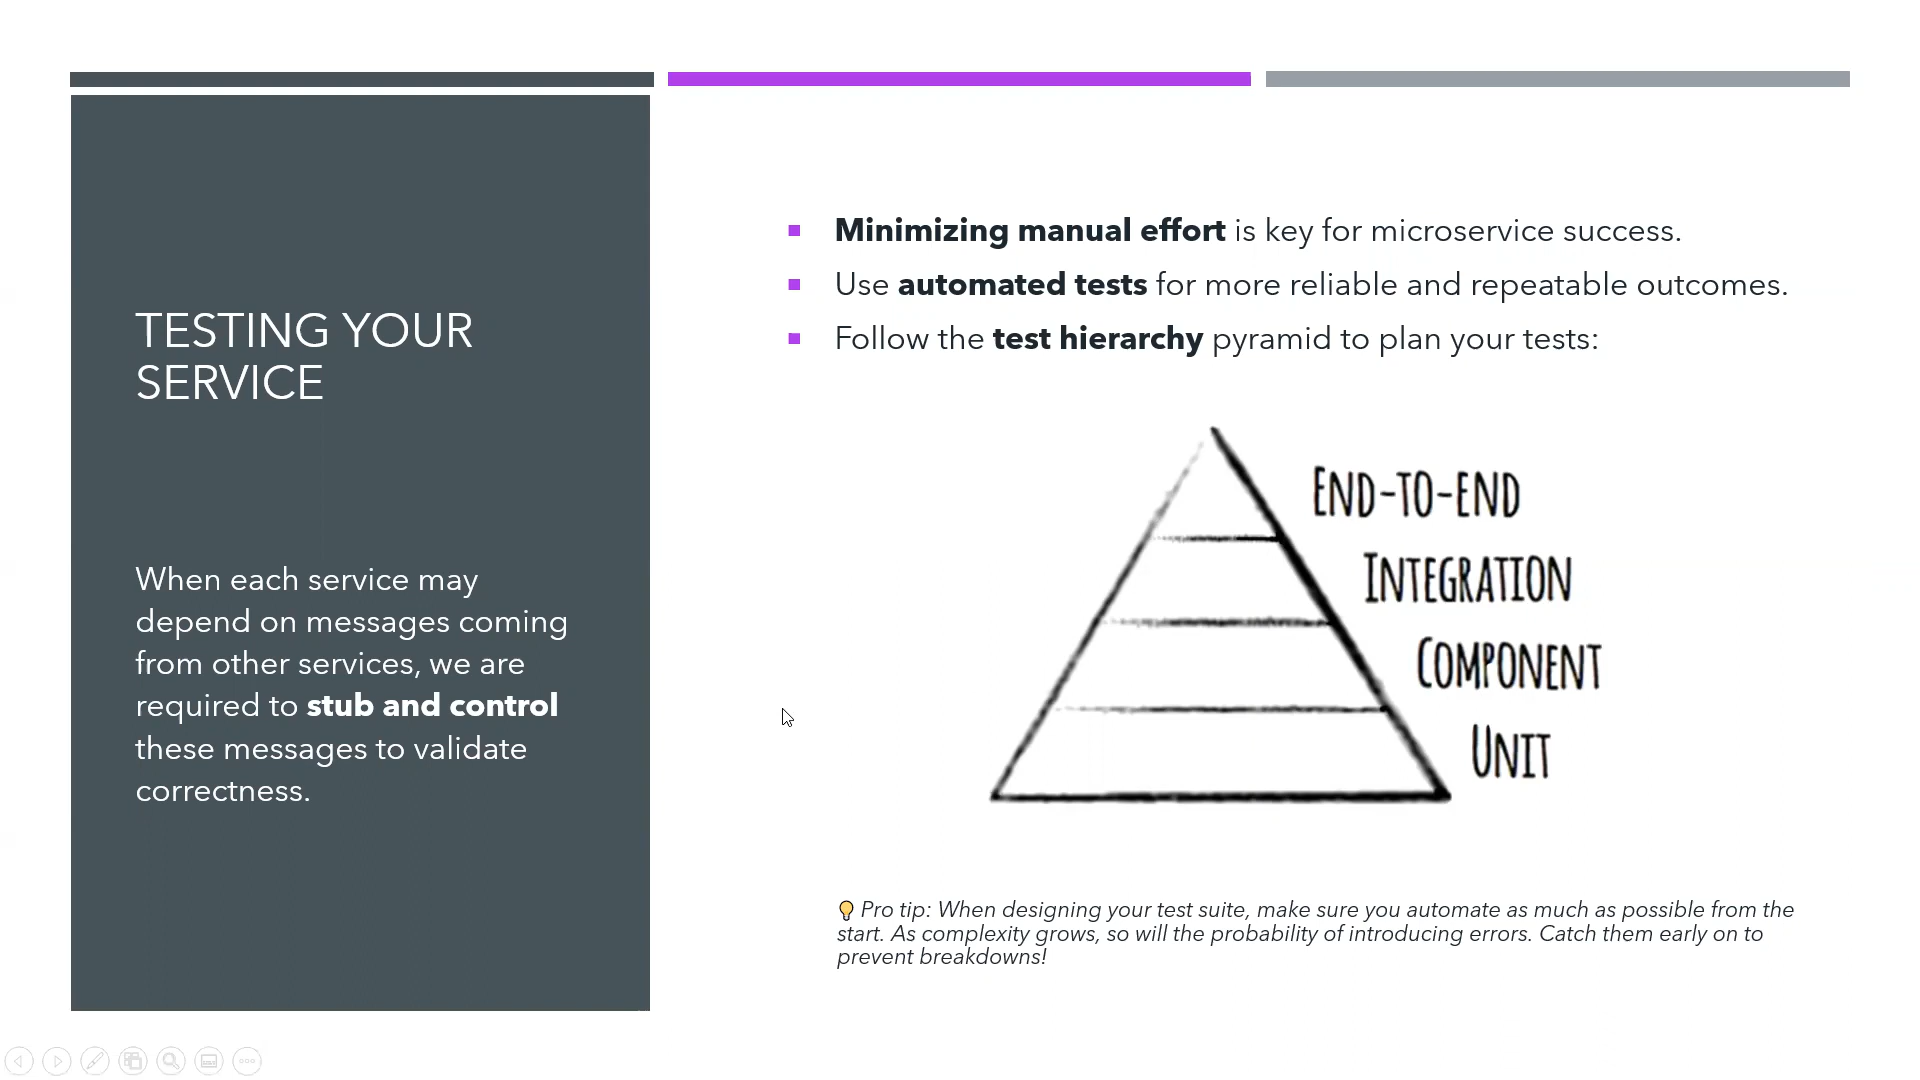 TESTING YOUR
SERVICE
When each service may
depend on messages coming
from other services, we are
required to stub and control
these messages to validate
correctness.
Minimizing manual effort is key for microservice success.
Use automated tests for more reliable and repeatable outcomes.
Follow the test hierarchy pyramid to plan your tests:
END-TO-END
INTEGRATION
COMPONENT
UNIT
💡 Pro tip: When designing your test suite, make sure you automate as much as possible from the
start. As complexity grows, so will the probability of introducing errors. Catch them early on to
prevent breakdowns!